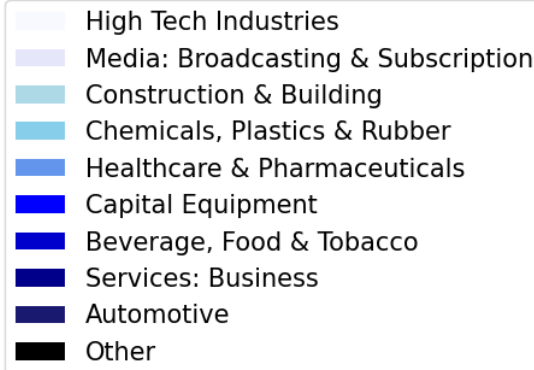 High Tech Industries
Media: Broadcasting & Subscription
Construction & Building
Chemicals, Plastics & Rubber
Healthcare & Pharmaceuticals
Capital Equipment
Beverage, Food & Tobacco
Services: Business
Automotive
Other